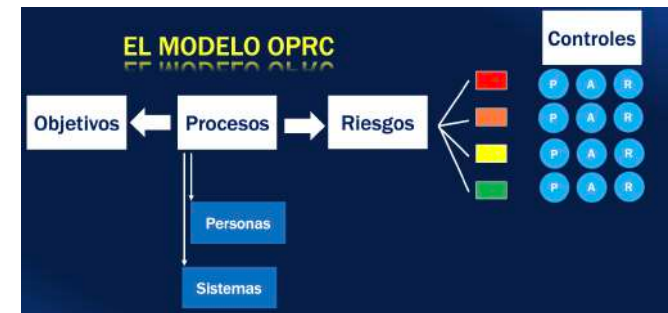 EL MODELO OPRC
Controles
P A R
Objetivos
Procesos
Riesgos
P A R
P A R
P A R
Personas
Sistemas